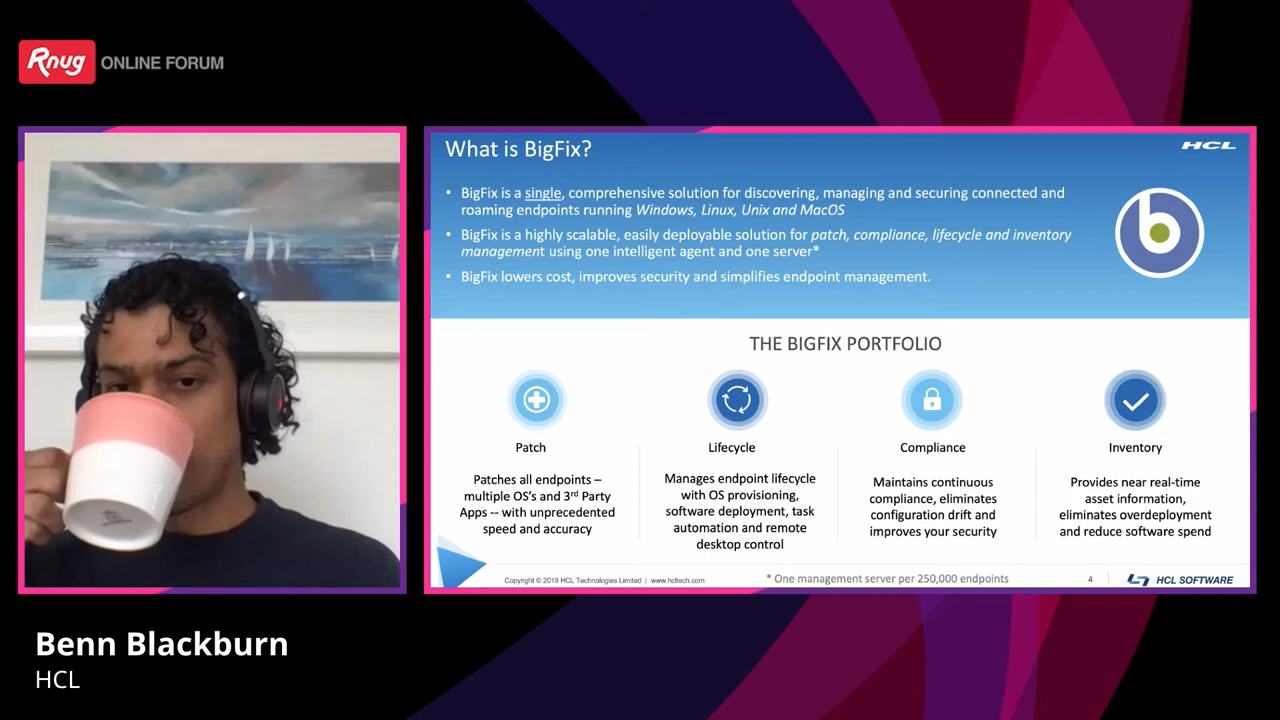 Rnug ONLINE FORUM
What is BigFix?
HCL
• BigFix is a single, comprehensive solution for discovering, managing and securing connected and
roaming endpoints running Windows, Linux, Unix and MacOS
• BigFix is a highly scalable, easily deployable solution for patch, compliance, lifecycle and inventory
management using one intelligent agent and one server*
• BigFix lowers cost, improves security and simplifies endpoint management.
b
THE BIGFIX PORTFOLIO
Patch
Patches all endpoints –
multiple OS's and 3rd Party
Apps -- with unprecedented
speed and accuracy
Lifecycle
Manages endpoint lifecycle
with OS provisioning,
software deployment, task
automation and remote
desktop control
Compliance
Maintains continuous
compliance, eliminates
configuration drift and
improves your security
Inventory
Provides near real-time
asset information,
eliminates overdeployment
and reduce software spend
Copyright © 2019 HCL Technologies Limited | www.hcltech.com
* One management server per 250,000 endpoints
4
HCL SOFTWARE
Benn Blackburn
HCL